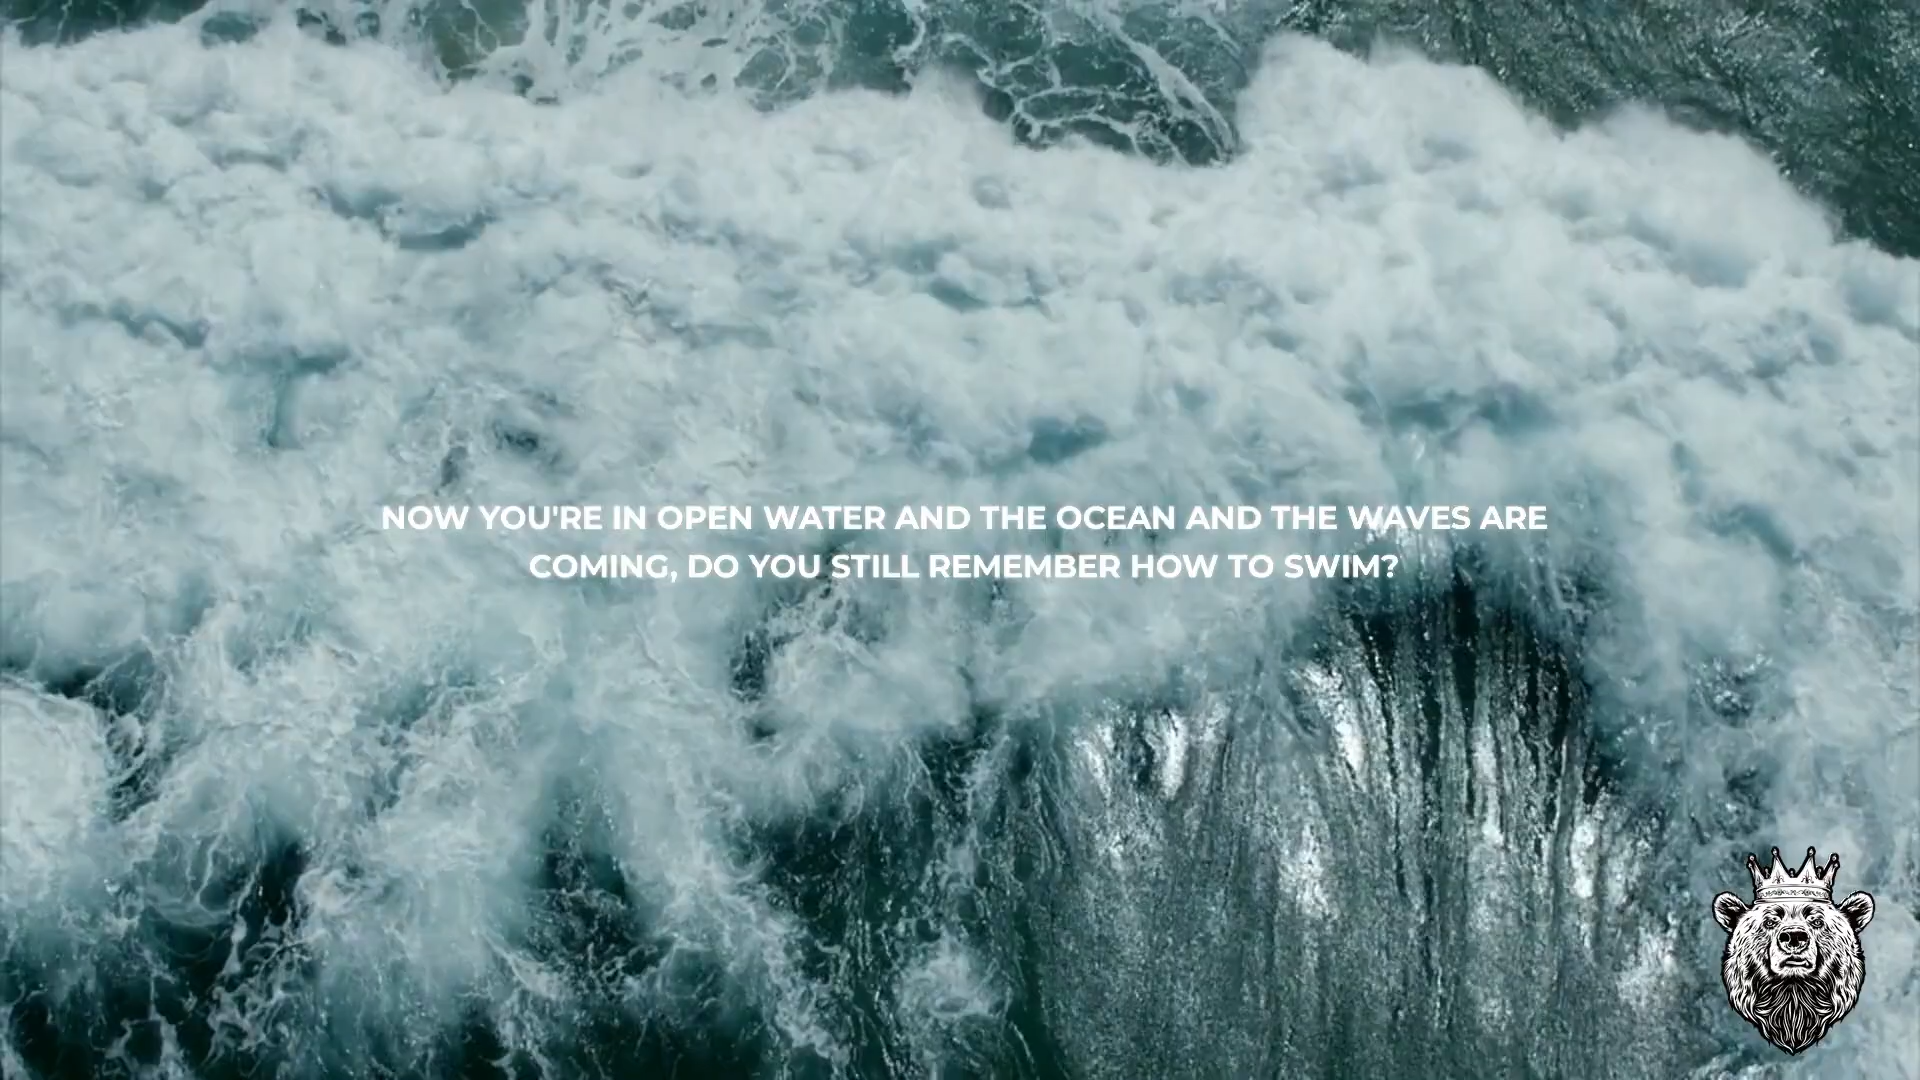 NOW YOU'RE IN OPEN WATER AND THE OCEAN AND THE WAVES ARE
COMING, DO YOU STILL REMEMBER HOW TO SWIM?